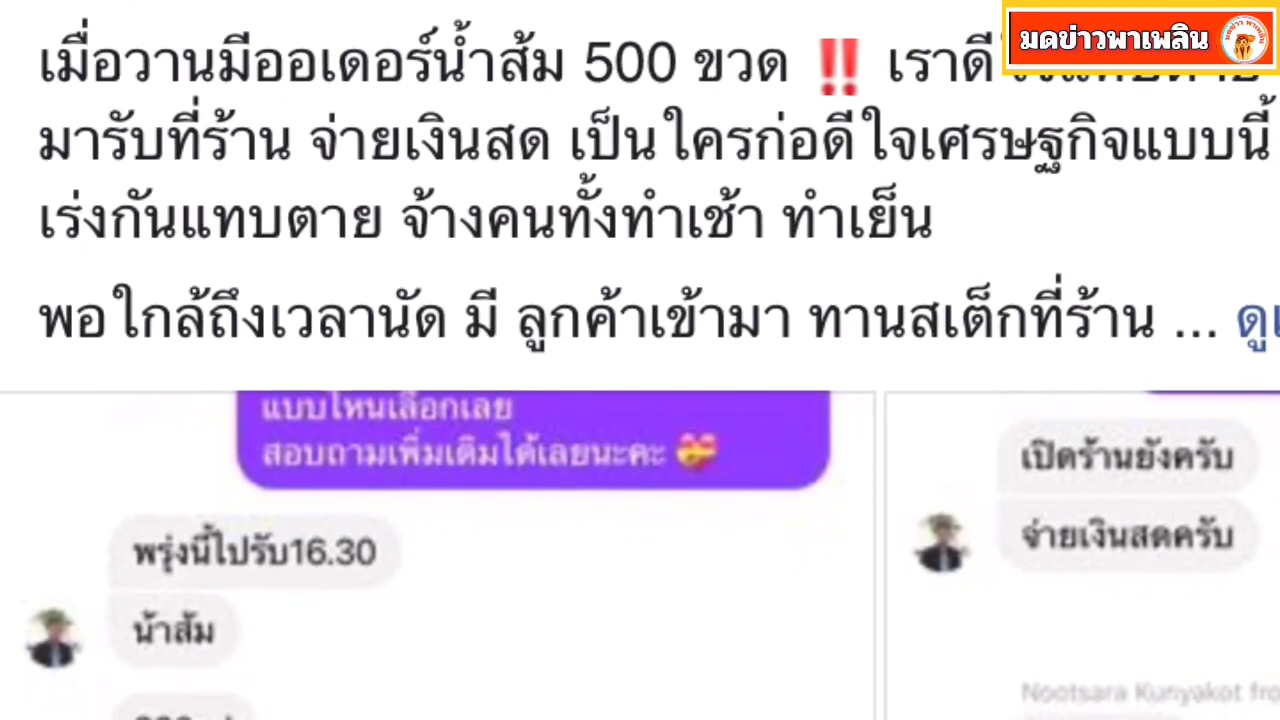 มดข่าวพาเพลิน
เมื่อวานมีออเดอร์น้ำส้ม 500 ขวด ‼️ เราดี
มารับที่ร้าน จ่ายเงินสด เป็นใครก่อดีใจเศรษฐกิจแบบนี้
เร่งกันแทบตาย จ้างคนทั้งทำเช้า ทำเย็น
พอใกล้ถึงเวลานัด มี ลูกค้าเข้ามา ทานสเต็กที่ร้าน ... ดู
แบบไหนเลือกเลย
สอบถามเพิ่มเติมได้เลยนะคะ 💝
พรุ่งนี้ไปรับ16.30
น้ำส้ม
เปิดร้านยังครับ
จ่ายเงินสดครับ
Nootsara Kunyakot fro